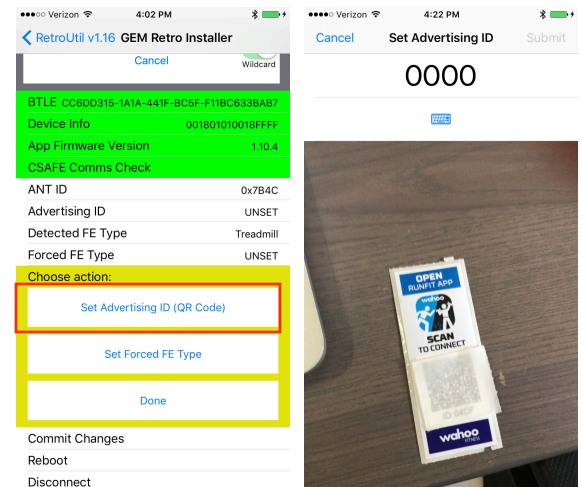 Verizon 4:02 PM
RetroUtil v1.16 GEM Retro Installer
Cancel
Wildcard
BTLE CC6DD315-1A1A-441F-BC5F-F11BC633BAB7
Device Info 001801010018FFFF
App Firmware Version 1.10.4
CSAFE Comms Check
ANT ID 0x7B4C
Advertising ID UNSET
Detected FE Type Treadmill
Forced FE Type UNSET
Choose action:
Set Advertising ID (QR Code)
Set Forced FE Type
Done
Commit Changes
Reboot
Disconnect
Verizon 4:22 PM
Cancel Set Advertising ID Submit
0000
OPEN
RUNFIT APP
wahoo
SCAN
TO CONNECT
wahoo
FITNESS